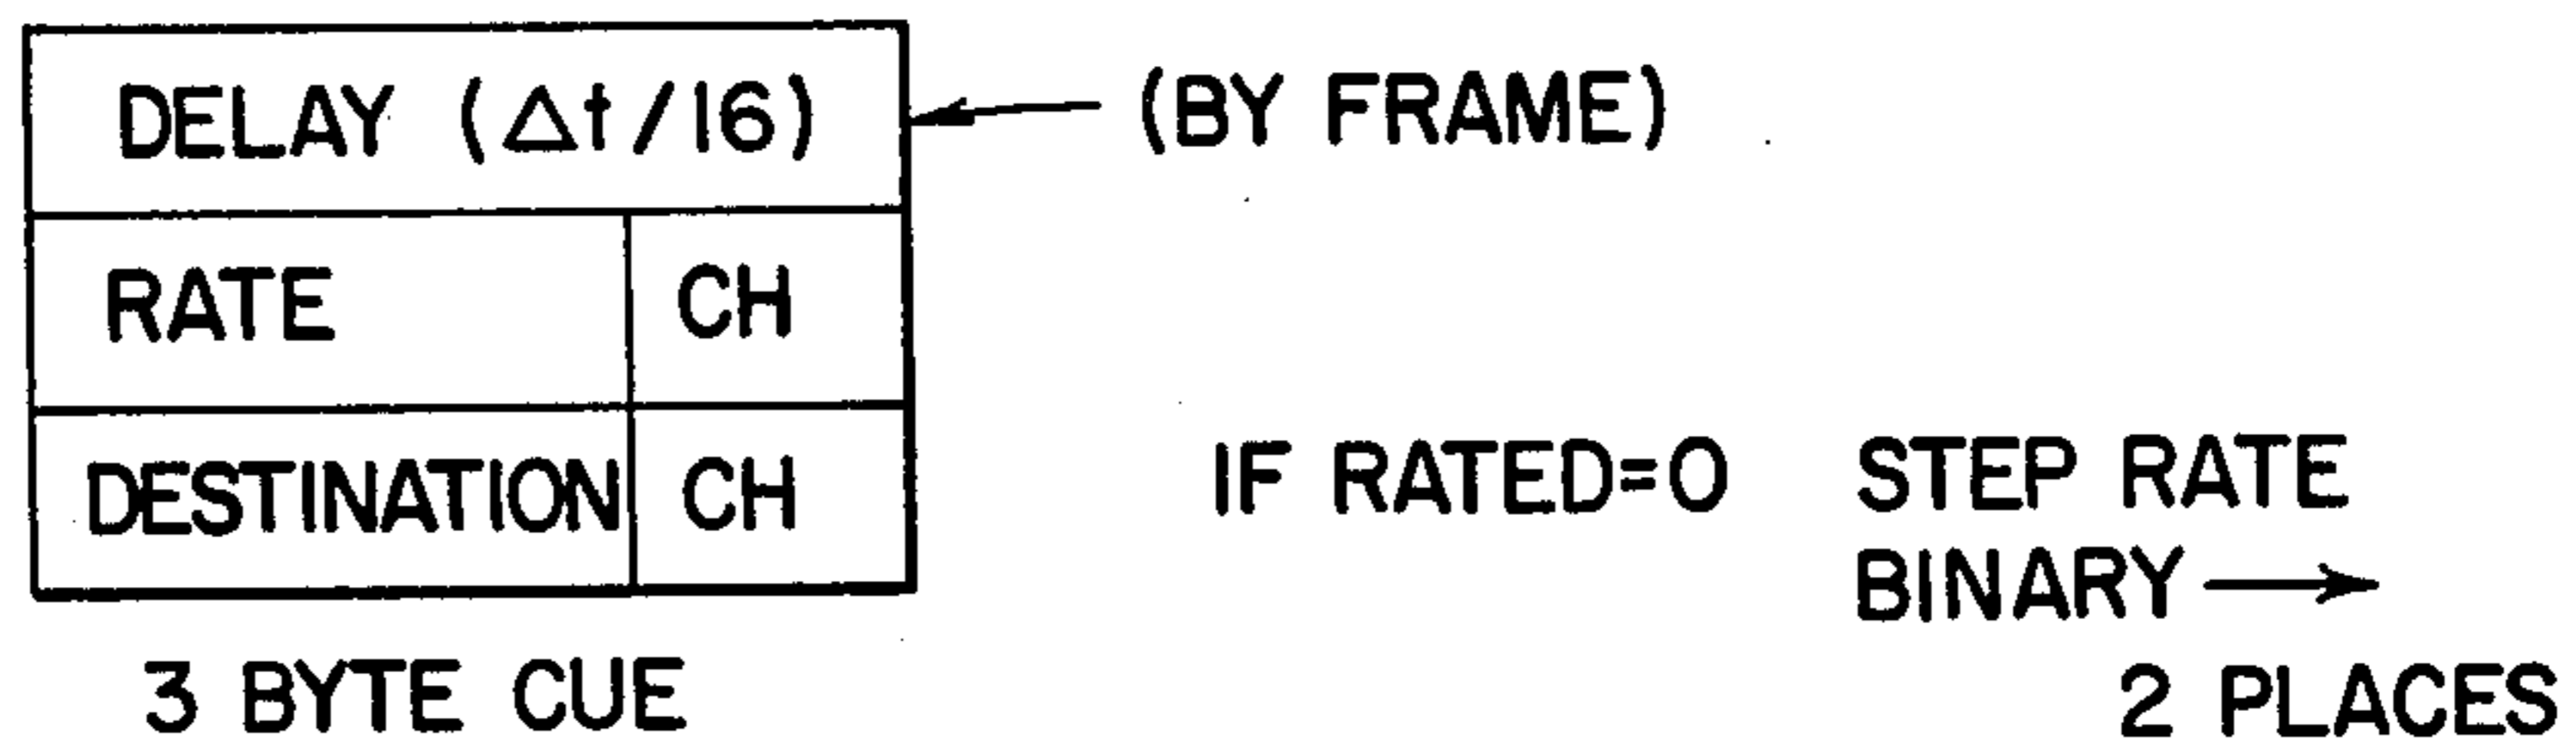 DELAY (Δt/16)
(BY FRAME)
RATE CH
DESTINATION CH
3 BYTE CUE
IF RATED=0 STEP RATE
BINARY →
2 PLACES